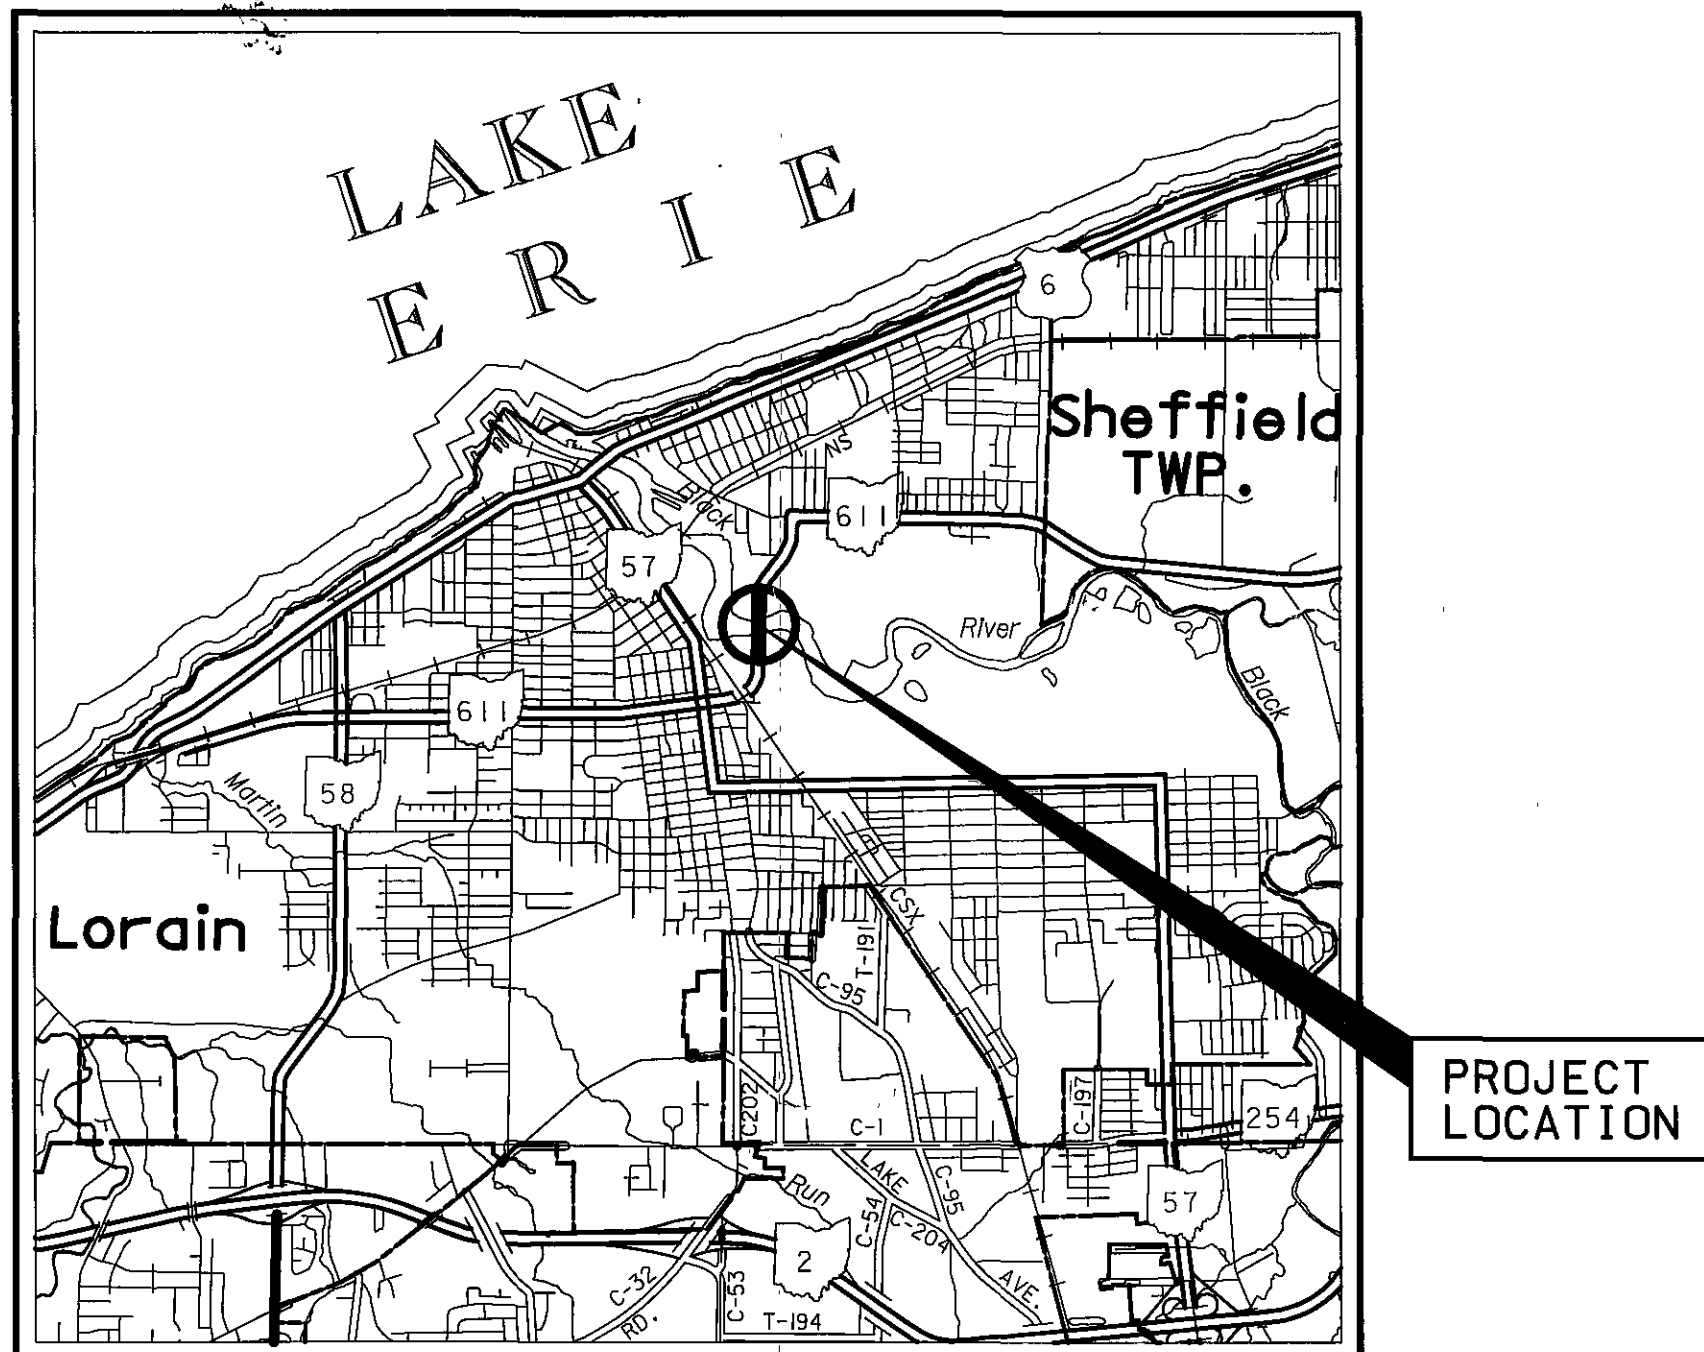 LAKE
ERIE
6
Sheffield
TWP.
NS
Black
611
57
River
Black
611
58
Martin
Lorain
CSX
T-191
C-95
C202
C-197
254
C-1
LAKE
C-95
Run
C-54
C-204
57
2
C-32
C-53
AVE.
RD.
T-194
PROJECT
LOCATION